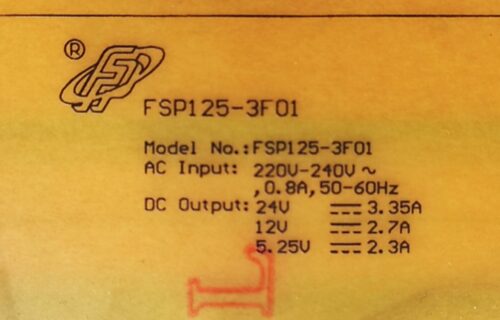 ® FSP
FSP125-3F01
Model No.:FSP125-3F01
AC Input: 220V-240V ~
,0.8A,50-60Hz
DC Output: 24V ⎓ 3.35A
12V ⎓ 2.7A
5.25V ⎓ 2.3A
L